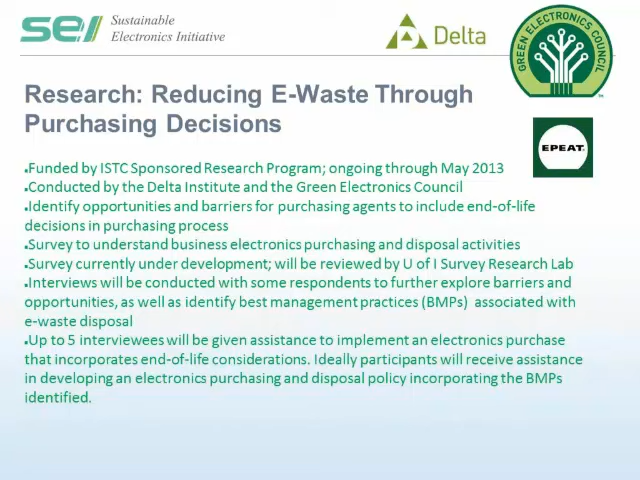 sei
Sustainable
Electronics Initiative
Delta
GREEN ELECTRONICS COUNCIL
Research: Reducing E-Waste Through
Purchasing Decisions
EPEAT
•Funded by ISTC Sponsored Research Program; ongoing through May 2013
•Conducted by the Delta Institute and the Green Electronics Council
•Identify opportunities and barriers for purchasing agents to include end-of-life
decisions in purchasing process
•Survey to understand business electronics purchasing and disposal activities
•Survey currently under development; will be reviewed by U of I Survey Research Lab
•Interviews will be conducted with some respondents to further explore barriers and
opportunities, as well as identify best management practices (BMPs) associated with
e-waste disposal
•Up to 5 interviewees will be given assistance to implement an electronics purchase
that incorporates end-of-life considerations. Ideally participants will receive assistance
in developing an electronics purchasing and disposal policy incorporating the BMPs
identified.